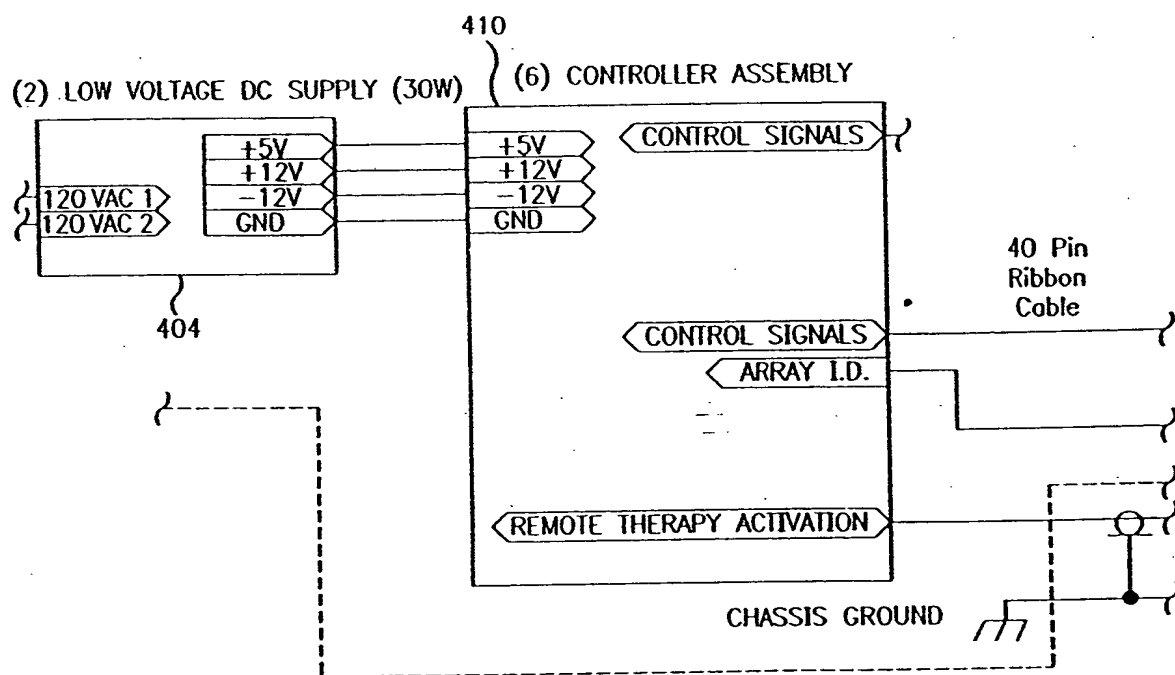 410
(2) LOW VOLTAGE DC SUPPLY (30W)
(6) CONTROLLER ASSEMBLY
+5V
+12V
-12V
GND
120 VAC 1
120 VAC 2
404
+5V
+12V
-12V
GND
CONTROL SIGNALS
40 Pin
Ribbon
Cable
CONTROL SIGNALS
ARRAY I.D.
REMOTE THERAPY ACTIVATION
CHASSIS GROUND